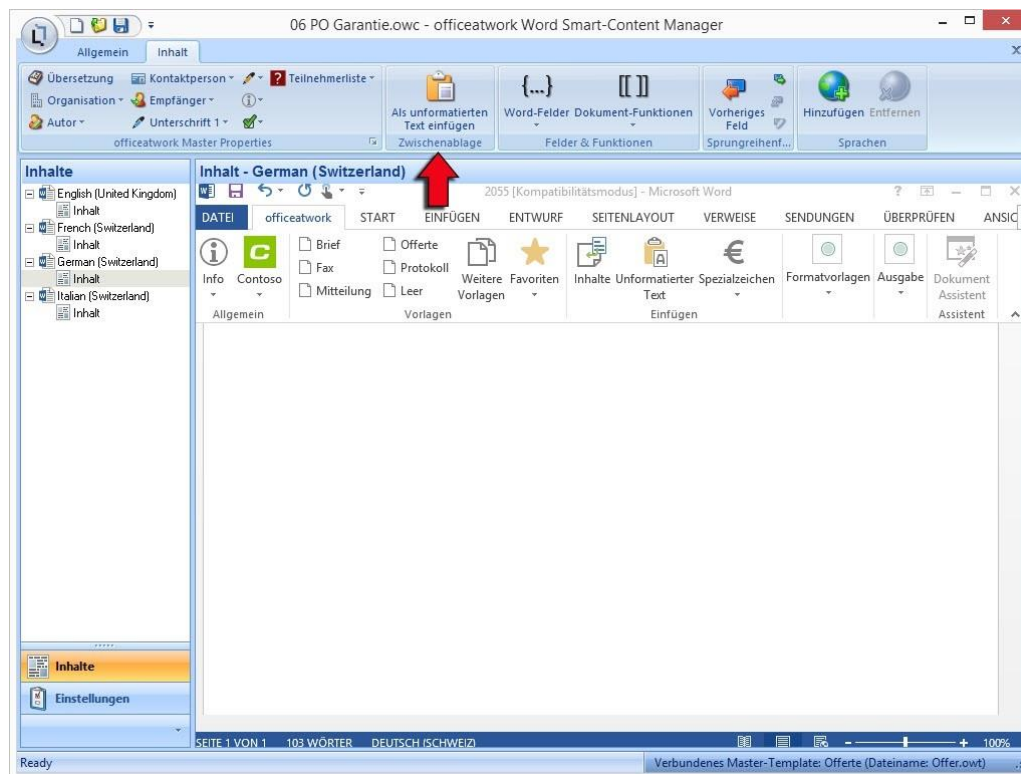 06 PO Garantie.owc - officeatwork Word Smart-Content Manager
Allgemein Inhalt
Übersetzung Kontaktperson Teilnehmerliste
Organisation Empfänger
Autor Unterschrift 1
officeatwork Master Properties
Als unformatierten
Text einfügen
Zwischenablage
{...} [[ ]]
Word-Felder Dokument-Funktionen
Felder & Funktionen
Vorheriges
Feld
Sprungreihenf...
Hinzufügen Entfernen
Sprachen
Inhalte
English (United Kingdom)
Inhalt
French (Switzerland)
Inhalt
German (Switzerland)
Inhalt
Italian (Switzerland)
Inhalt
Inhalte
Einstellungen
Inhalt - German (Switzerland)
2055 [Kompatibilitätsmodus] - Microsoft Word
DATEI officeatwork START EINFÜGEN ENTWURF SEITENLAYOUT VERWEISE SENDUNGEN ÜBERPRÜFEN ANSIC
Info
Contoso
Allgemein
Brief Offerte
Fax Protokoll
Mitteilung Leer
Weitere
Vorlagen
Favoriten
Vorlagen
Inhalte
Unformatierter
Text
Spezialzeichen
Einfügen
Formatvorlagen
Ausgabe
Dokument
Assistent
Assistent
SEITE 1 VON 1 103 WÖRTER DEUTSCH (SCHWEIZ) 100%
Ready Verbundenes Master-Template: Offerte (Dateiname: Offer.owt)